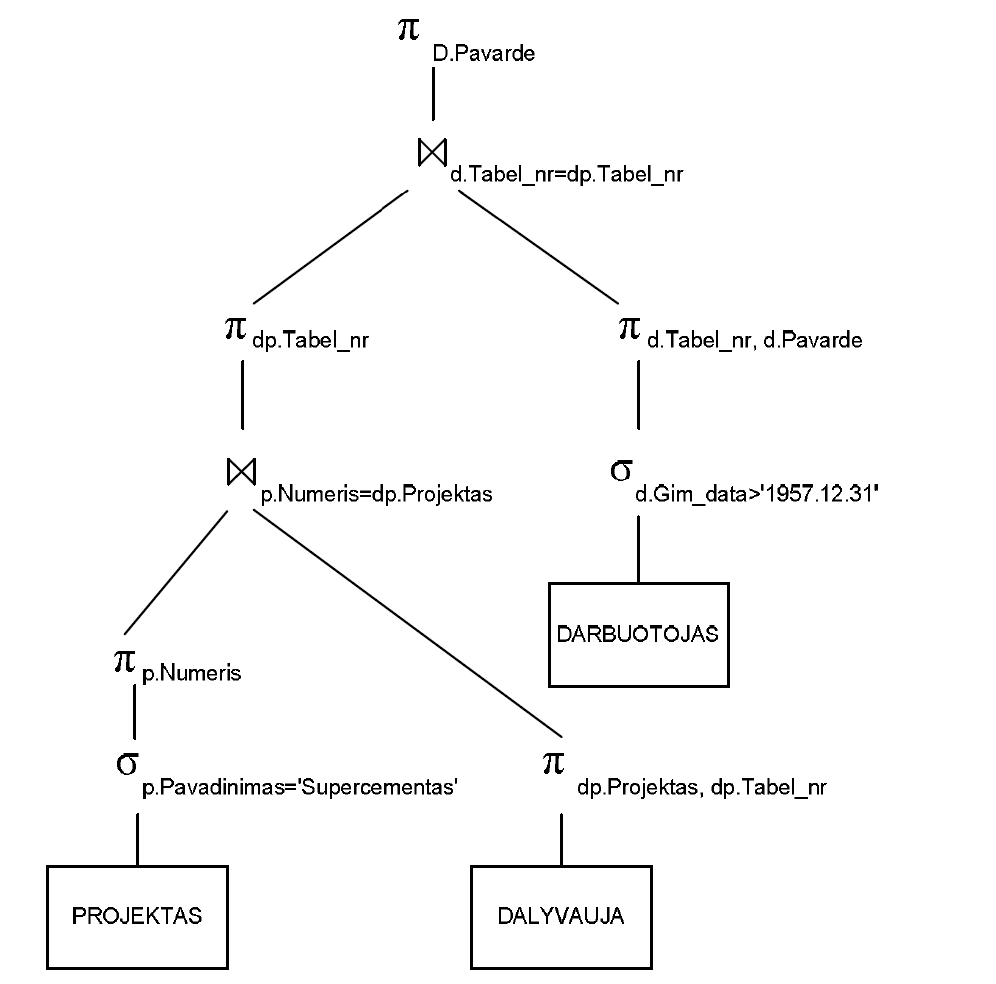 π D.Pavarde
⋈ d.Tabel_nr=dp.Tabel_nr
π dp.Tabel_nr
π d.Tabel_nr, d.Pavarde
⋈ p.Numeris=dp.Projektas
σ d.Gim_data>'1957.12.31'
DARBUOTOJAS
π p.Numeris
σ p.Pavadinimas='Supercementas'
π dp.Projektas, dp.Tabel_nr
PROJEKTAS
DALYVAUJA